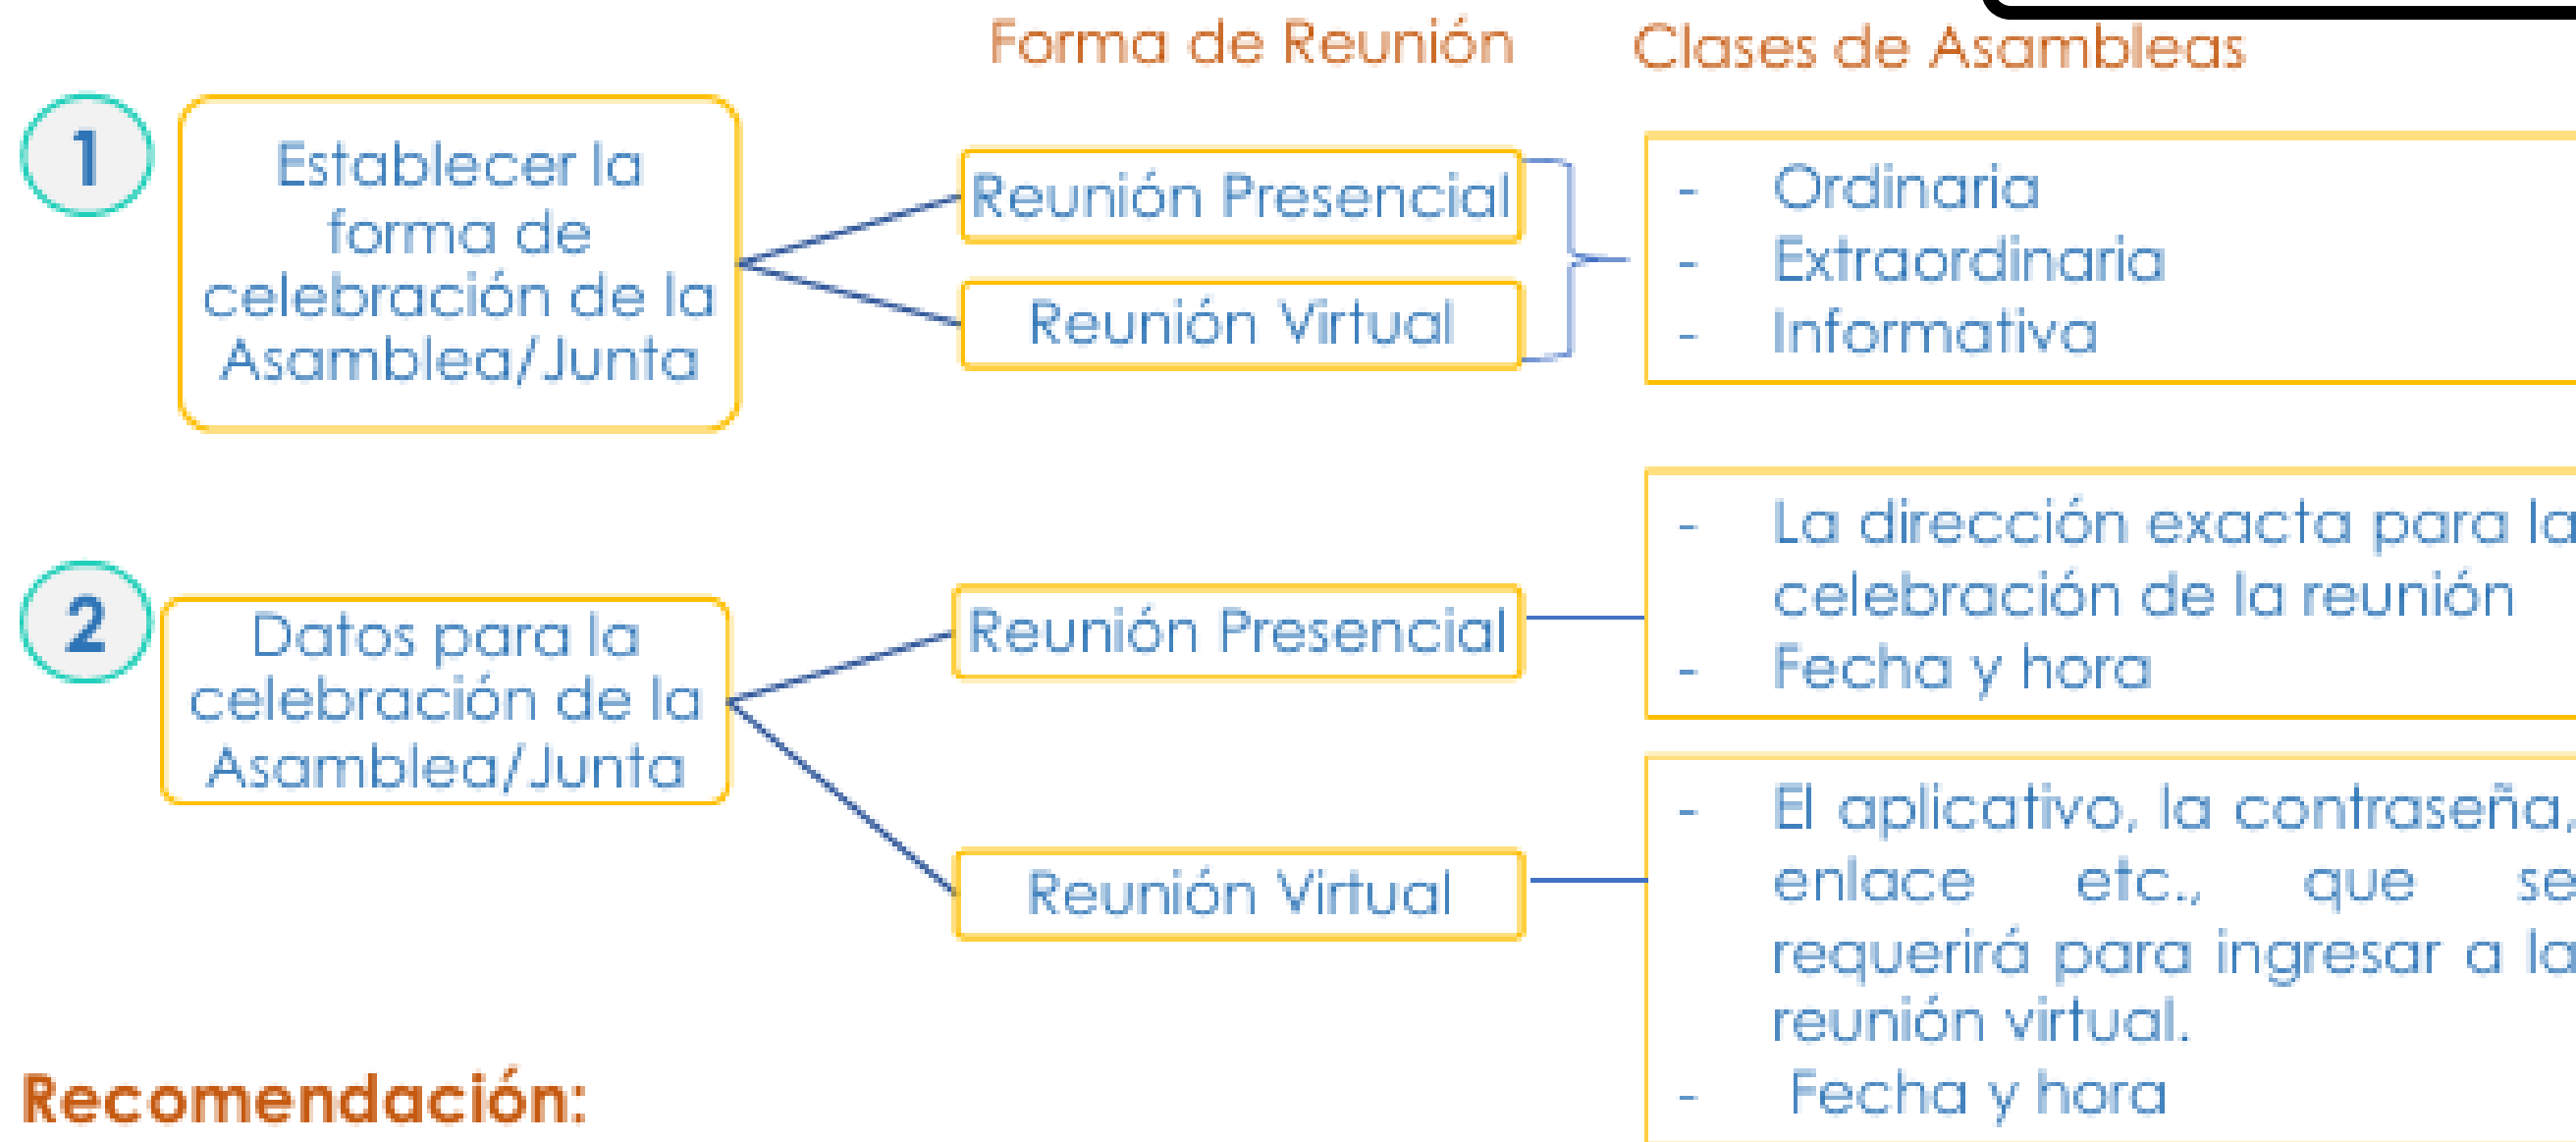 Forma de Reunión
Clases de Asambleas
1
Establecer la
forma de
celebración de la
Asamblea/Junta
Reunión Presencial
Reunión Virtual
- Ordinaria
- Extraordinaria
- Informativa
2
Datos para la
celebración de la
Asamblea/Junta
Reunión Presencial
- La dirección exacta para la
celebración de la reunión
- Fecha y hora
Reunión Virtual
- El aplicativo, la contraseña,
enlace etc., que se
requerirá para ingresar a la
reunión virtual.
- Fecha y hora
Recomendación: